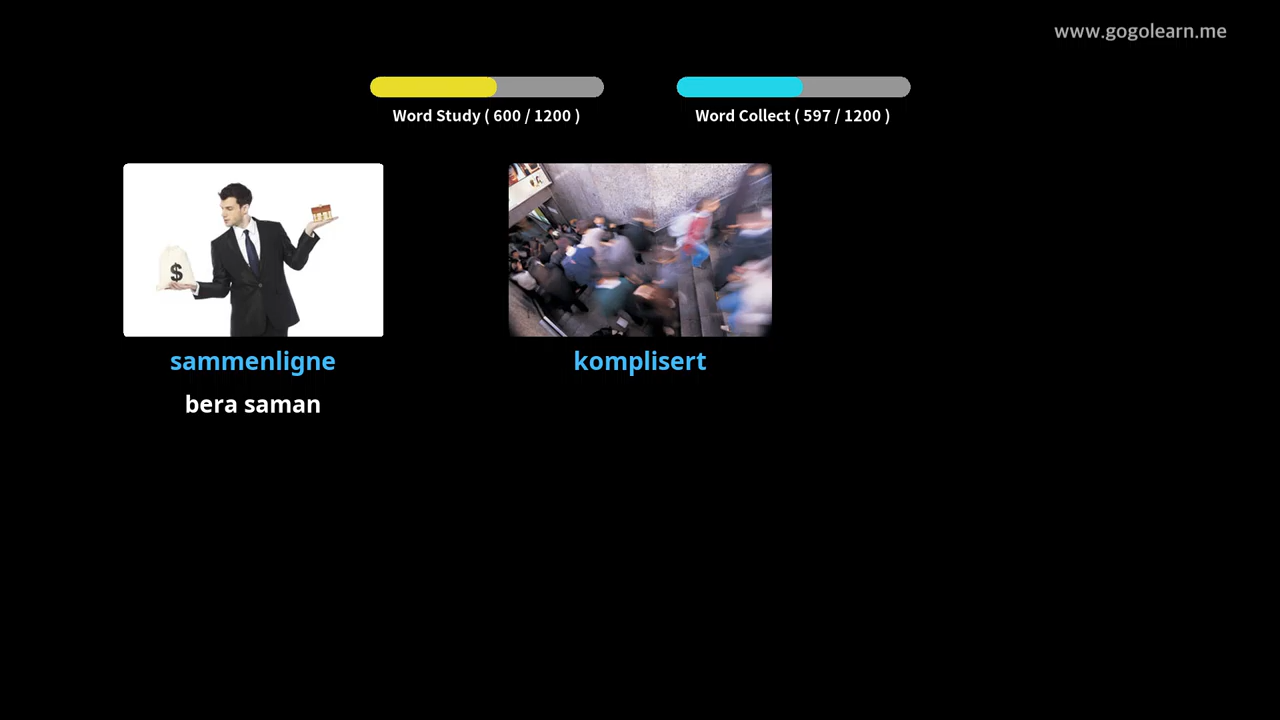 www.gogolearn.me
Word Study ( 600 / 1200 )
Word Collect ( 597 / 1200 )
$
sammenligne
komplisert
bera saman